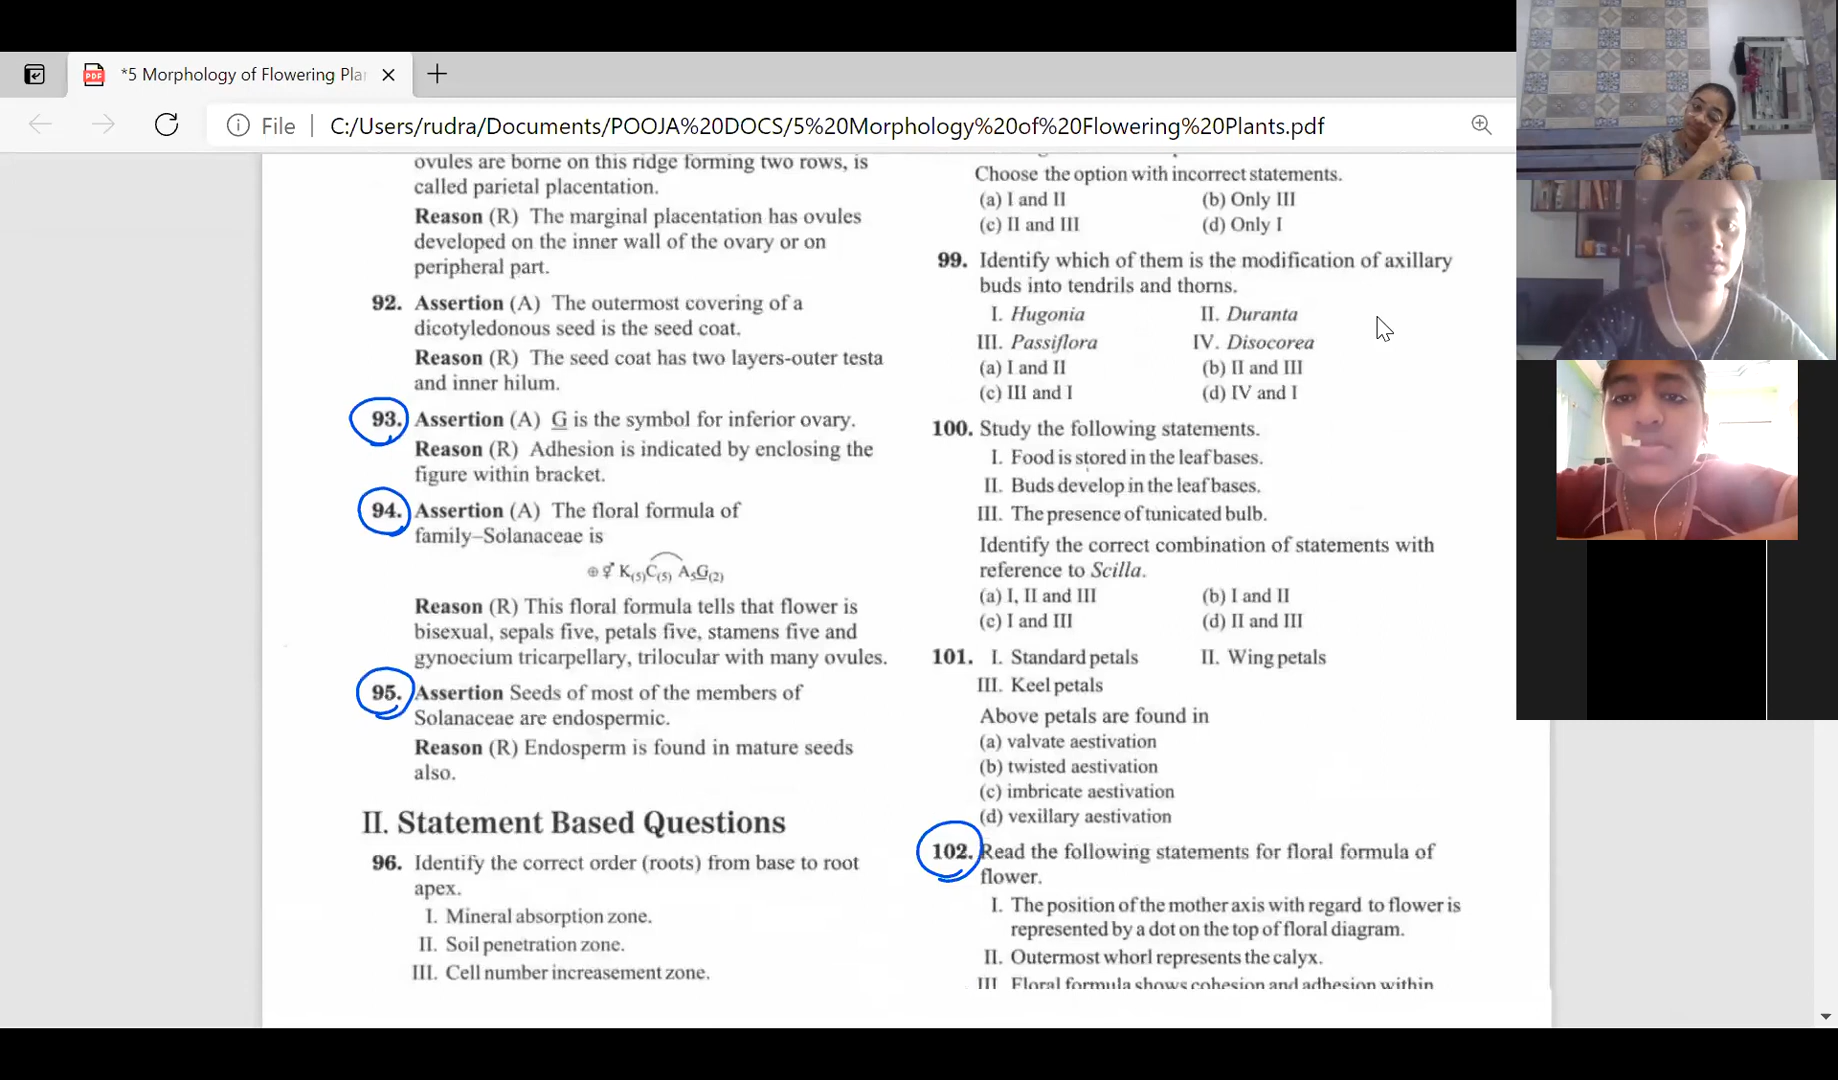 *5 Morphology of Flowering Pla
File
C:/Users/rudra/Documents/POOJA%20DOCS/5%20Morphology%20of%20Flowering%20Plants.pdf
ovules are borne on this ridge forming two rows, is
called parietal placentation.
Reason (R) The marginal placentation has ovules
developed on the inner wall of the ovary or on
peripheral part.
92. Assertion (A) The outermost covering of a
dicotyledonous seed is the seed coat.
Reason (R) The seed coat has two layers-outer testa
and inner hilum.
93. Assertion (A) G is the symbol for inferior ovary.
Reason (R) Adhesion is indicated by enclosing the
figure within bracket.
94. Assertion (A) The floral formula of
family–Solanaceae is
⊕ ⚥ K(5) C(5) A5 G(2)
Reason (R) This floral formula tells that flower is
bisexual, sepals five, petals five, stamens five and
gynoecium tricarpellary, trilocular with many ovules.
95. Assertion Seeds of most of the members of
Solanaceae are endospermic.
Reason (R) Endosperm is found in mature seeds
also.
II. Statement Based Questions
96. Identify the correct order (roots) from base to root
apex.
I. Mineral absorption zone.
II. Soil penetration zone.
III. Cell number increasement zone.
Choose the option with incorrect statements.
(a) I and II (b) Only III
(c) II and III (d) Only I
99. Identify which of them is the modification of axillary
buds into tendrils and thorns.
I. Hugonia II. Duranta
III. Passiflora IV. Disocorea
(a) I and II (b) II and III
(c) III and I (d) IV and I
100. Study the following statements.
I. Food is stored in the leaf bases.
II. Buds develop in the leaf bases.
III. The presence of tunicated bulb.
Identify the correct combination of statements with
reference to Scilla.
(a) I, II and III (b) I and II
(c) I and III (d) II and III
101. I. Standard petals II. Wing petals
III. Keel petals
Above petals are found in
(a) valvate aestivation
(b) twisted aestivation
(c) imbricate aestivation
(d) vexillary aestivation
102. Read the following statements for floral formula of
flower.
I. The position of the mother axis with regard to flower is
represented by a dot on the top of floral diagram.
II. Outermost whorl represents the calyx.
III Floral formula shows cohesion and adhesion within